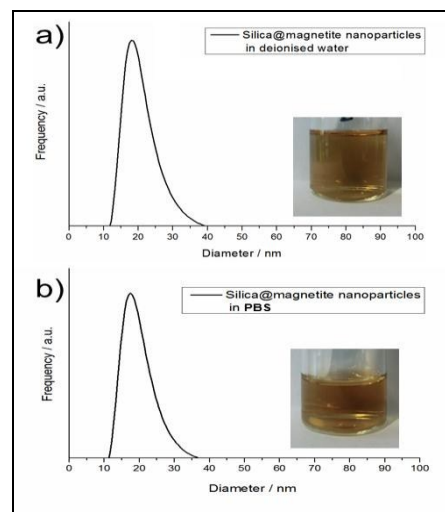 a)
Silica@magnetite nanoparticles
in deionised water
Frequency / a.u.
0 10 20 30 40 50 60 70 80 90 100
Diameter / nm
b)
Silica@magnetite nanoparticles
in PBS
Frequency / a.u.
0 10 20 30 40 50 60 70 80 90 100
Diameter / nm